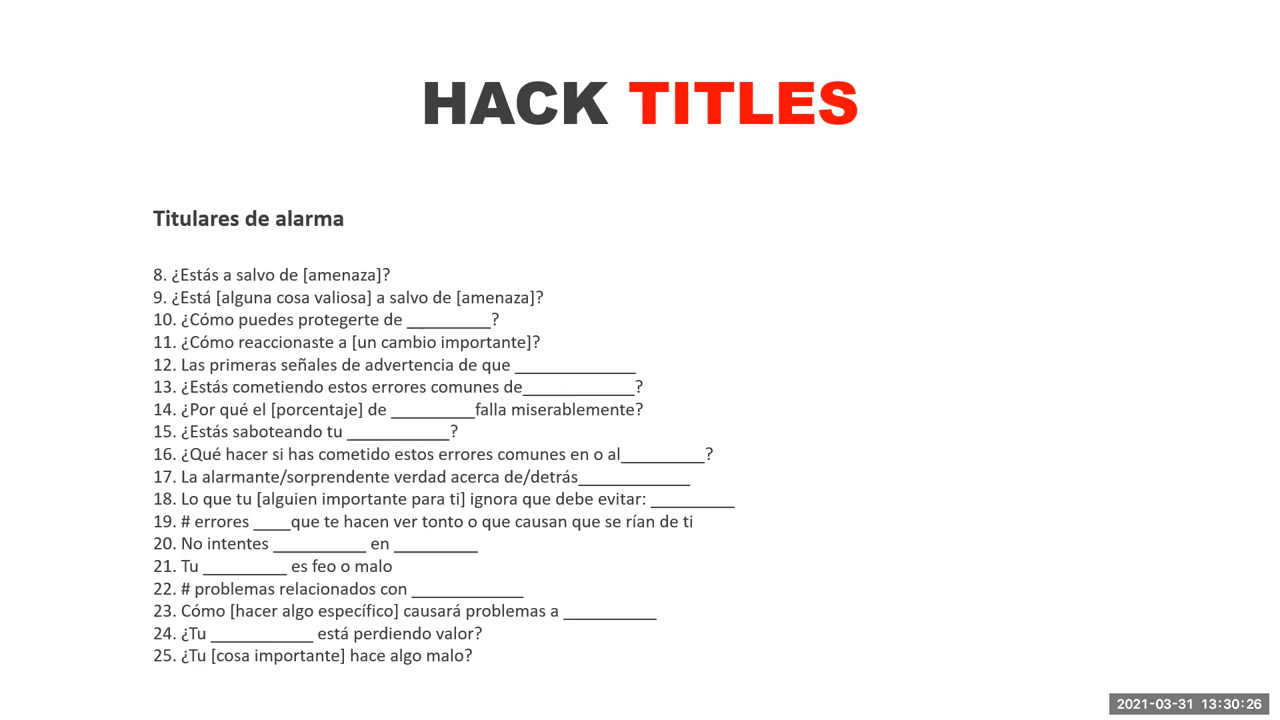 HACK TITLES
Titulares de alarma
8. ¿Estás a salvo de [amenaza]?
9. ¿Está [alguna cosa valiosa] a salvo de [amenaza]?
10. ¿Cómo puedes protegerte de _________?
11. ¿Cómo reaccionaste a [un cambio importante]?
12. Las primeras señales de advertencia de que _____________
13. ¿Estás cometiendo estos errores comunes de____________?
14. ¿Por qué el [porcentaje] de _________falla miserablemente?
15. ¿Estás saboteando tu ___________?
16. ¿Qué hacer si has cometido estos errores comunes en o al_________?
17. La alarmante/sorprendente verdad acerca de/detrás____________
18. Lo que tu [alguien importante para ti] ignora que debe evitar: _________
19. # errores ____que te hacen ver tonto o que causan que se rían de ti
20. No intentes __________ en _________
21. Tu _________ es feo o malo
22. # problemas relacionados con ____________
23. Cómo [hacer algo específico] causará problemas a __________
24. ¿Tu ___________ está perdiendo valor?
25. ¿Tu [cosa importante] hace algo malo?
2021-03-31 13:30:26